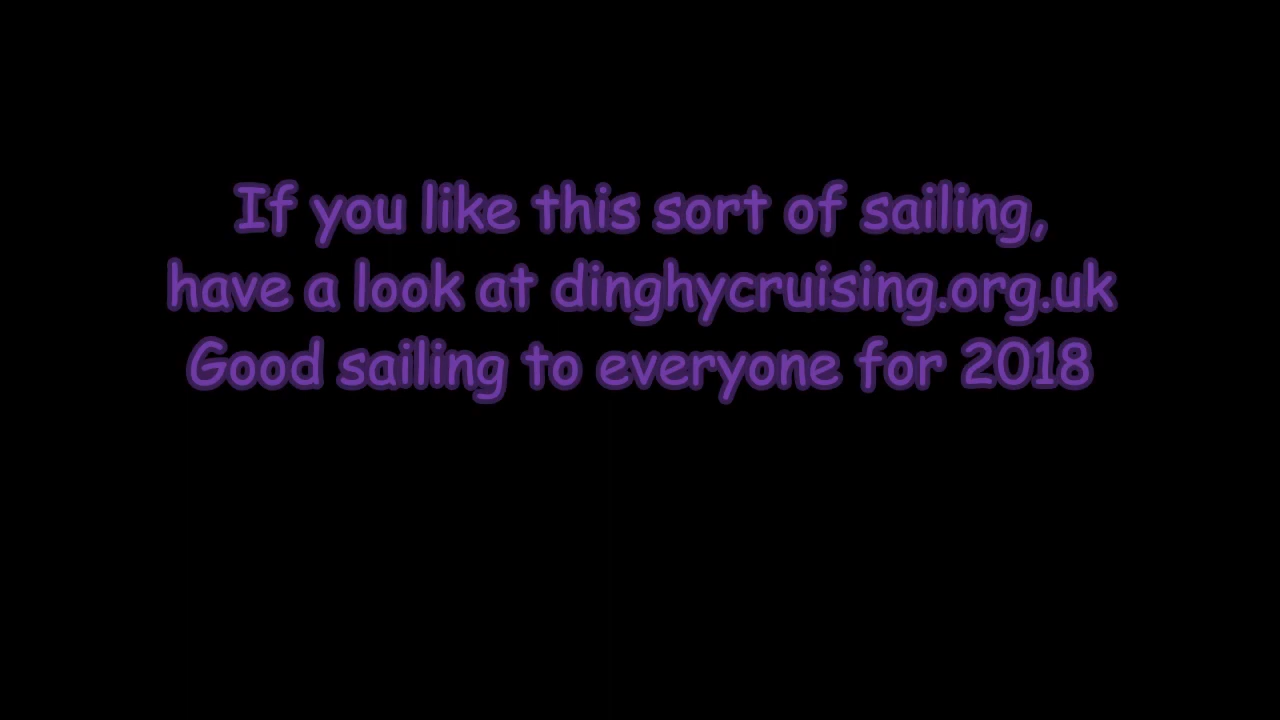 If you like this sort of sailing,
have a look at dinghycruising.org.uk
Good sailing to everyone for 2018